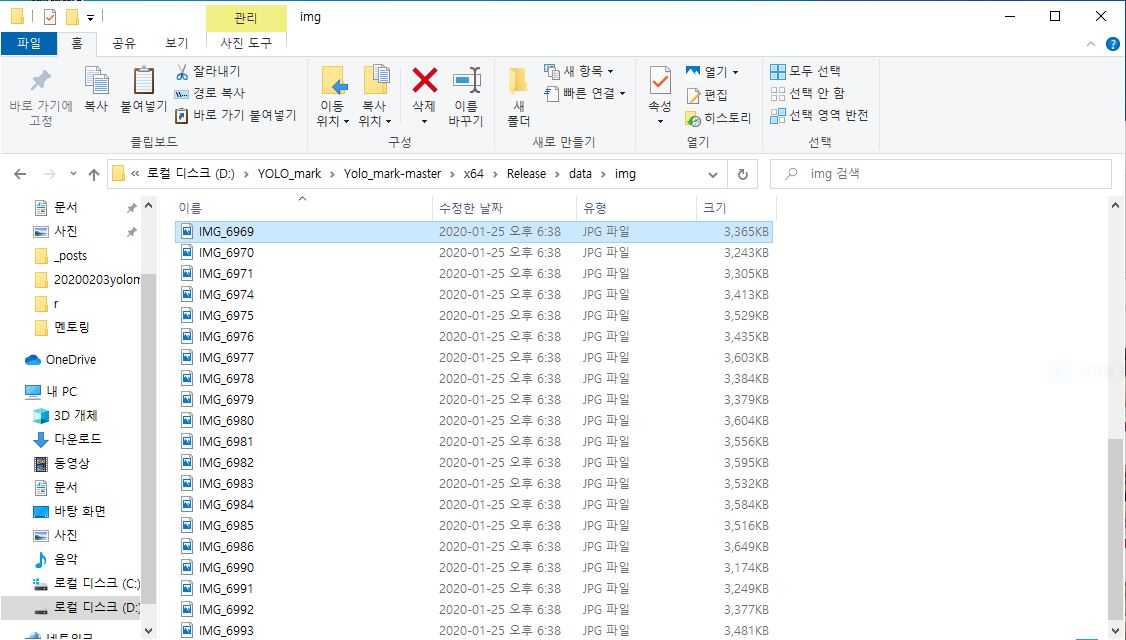 관리
img
파일 홈 공유 보기 사진 도구
바로 가기에 고정
복사
붙여넣기
잘라내기
경로 복사
바로 가기 붙여넣기
클립보드
이동 위치
복사 위치
삭제
이름 바꾸기
구성
새 폴더
새 항목
빠른 연결
새로 만들기
속성
열기
편집
히스토리
열기
모두 선택
선택 안 함
선택 영역 반전
선택
« 로컬 디스크 (D:) › YOLO_mark › Yolo_mark-master › x64 › Release › data › img
img 검색
문서
사진
_posts
20200203yolom
r
멘토링
OneDrive
내 PC
3D 개체
다운로드
동영상
문서
바탕 화면
사진
음악
로컬 디스크 (C:)
로컬 디스크 (D:)
네트워크
이름 수정한 날짜 유형 크기
IMG_6969 2020-01-25 오후 6:38 JPG 파일 3,365KB
IMG_6970 2020-01-25 오후 6:38 JPG 파일 3,243KB
IMG_6971 2020-01-25 오후 6:38 JPG 파일 3,305KB
IMG_6974 2020-01-25 오후 6:38 JPG 파일 3,413KB
IMG_6975 2020-01-25 오후 6:38 JPG 파일 3,529KB
IMG_6976 2020-01-25 오후 6:38 JPG 파일 3,435KB
IMG_6977 2020-01-25 오후 6:38 JPG 파일 3,603KB
IMG_6978 2020-01-25 오후 6:38 JPG 파일 3,384KB
IMG_6979 2020-01-25 오후 6:38 JPG 파일 3,379KB
IMG_6980 2020-01-25 오후 6:38 JPG 파일 3,604KB
IMG_6981 2020-01-25 오후 6:38 JPG 파일 3,556KB
IMG_6982 2020-01-25 오후 6:38 JPG 파일 3,595KB
IMG_6983 2020-01-25 오후 6:38 JPG 파일 3,532KB
IMG_6984 2020-01-25 오후 6:38 JPG 파일 3,584KB
IMG_6985 2020-01-25 오후 6:38 JPG 파일 3,516KB
IMG_6986 2020-01-25 오후 6:38 JPG 파일 3,649KB
IMG_6990 2020-01-25 오후 6:38 JPG 파일 3,174KB
IMG_6991 2020-01-25 오후 6:38 JPG 파일 3,249KB
IMG_6992 2020-01-25 오후 6:38 JPG 파일 3,377KB
IMG_6993 2020-01-25 오후 6:38 JPG 파일 3,481KB